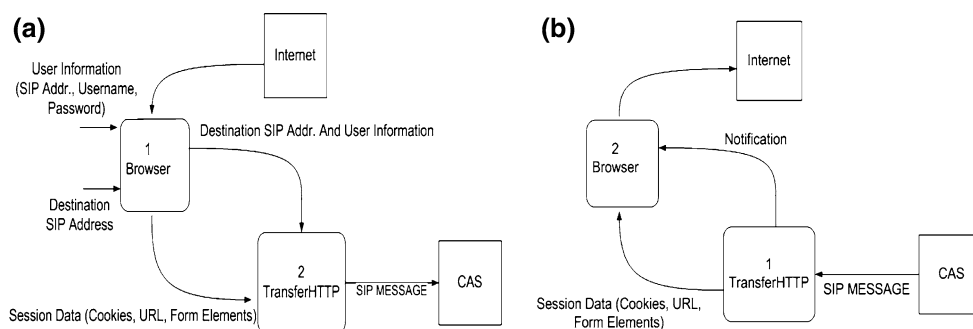 (a)
Internet
User Information
(SIP Addr., Username,
Password)
Destination SIP Addr. And User Information
1
Browser
Destination
SIP Address
2
TransferHTTP
SIP MESSAGE
CAS
Session Data (Cookies, URL, Form Elements)
(b)
Internet
Notification
2
Browser
1
TransferHTTP
SIP MESSAGE
CAS
Session Data (Cookies, URL,
Form Elements)